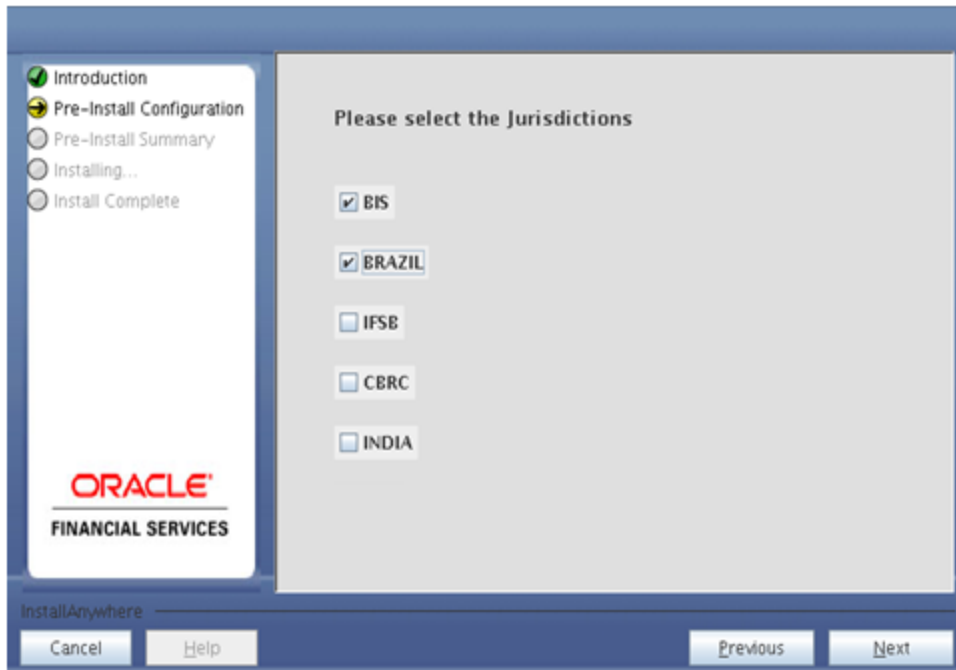 Introduction
Pre-Install Configuration
Pre-Install Summary
Installing...
Install Complete
Please select the Jurisdictions
BIS
BRAZIL
IFSB
CBRC
INDIA
ORACLE
FINANCIAL SERVICES
InstallAnywhere
Cancel
Help
Previous
Next